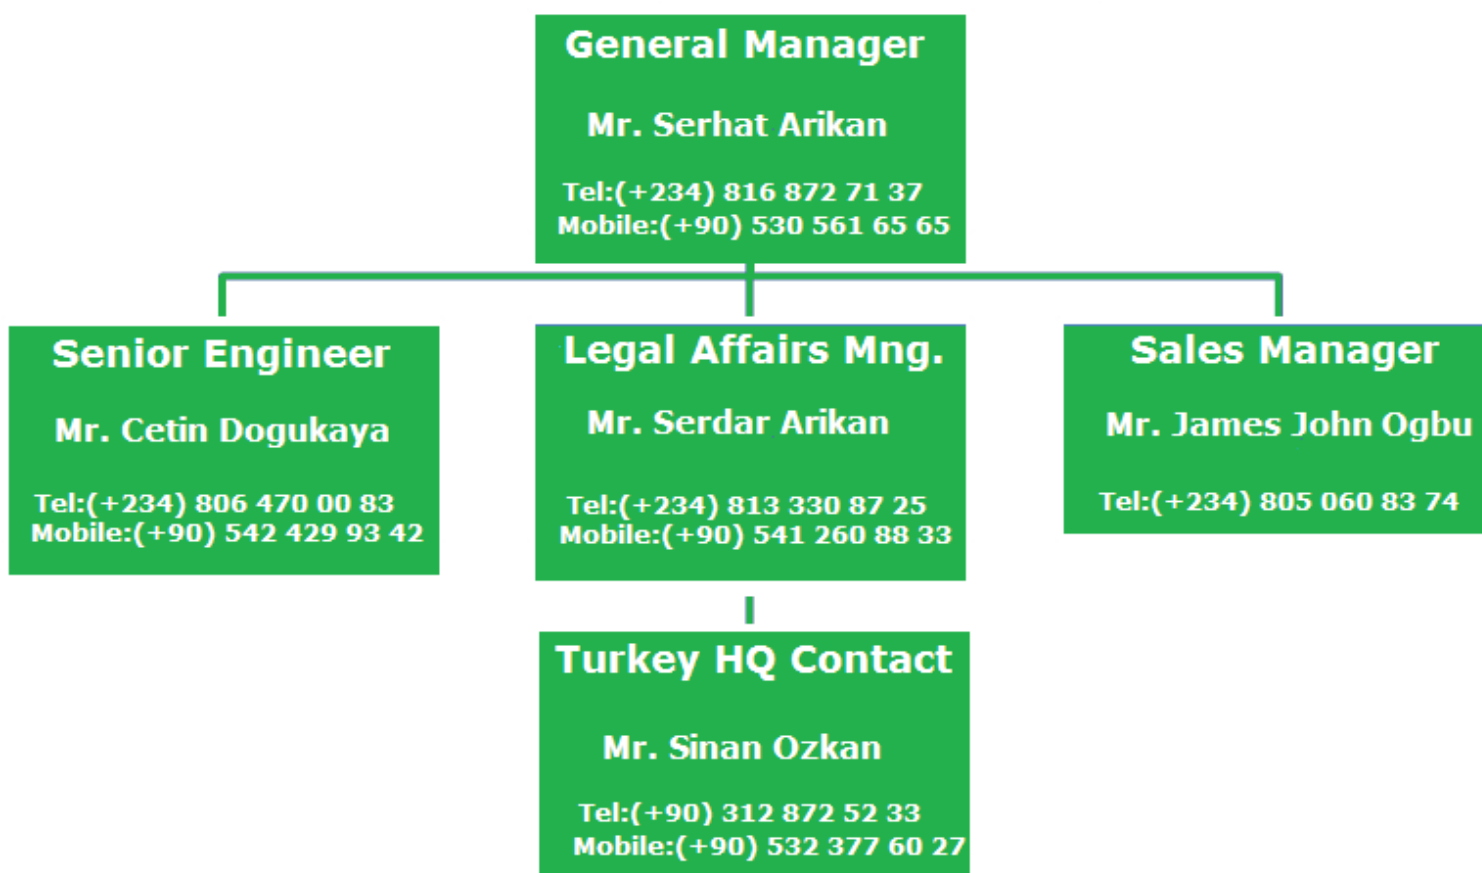 General Manager
Mr. Serhat Arikan
Tel:(+234) 816 872 71 37
Mobile:(+90) 530 561 65 65
Senior Engineer
Mr. Cetin Dogukaya
Tel:(+234) 806 470 00 83
Mobile:(+90) 542 429 93 42
Legal Affairs Mng.
Mr. Serdar Arikan
Tel:(+234) 813 330 87 25
Mobile:(+90) 541 260 88 33
Sales Manager
Mr. James John Ogbu
Tel:(+234) 805 060 83 74
Turkey HQ Contact
Mr. Sinan Ozkan
Tel:(+90) 312 872 52 33
Mobile:(+90) 532 377 60 27